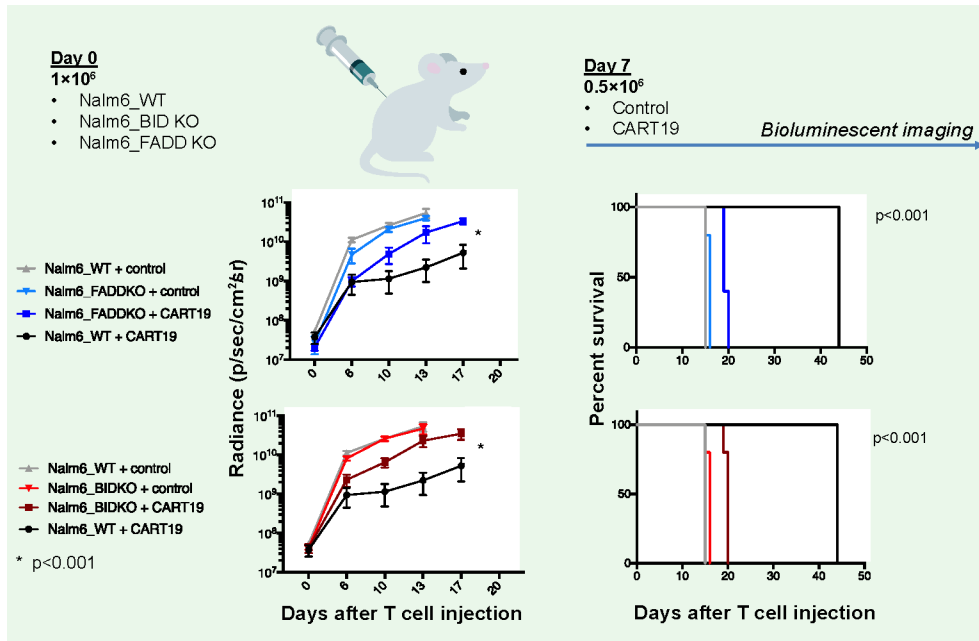 Day 0
1×10⁶
• Nalm6_WT
• Nalm6_BID KO
• Nalm6_FADD KO
Day 7
0.5×10⁶
• Control
• CART19
Bioluminescent imaging
Nalm6_WT + control
Nalm6_FADDKO + control
Nalm6_FADDKO + CART19
Nalm6_WT + CART19
Nalm6_WT + control
Nalm6_BIDKO + control
Nalm6_BIDKO + CART19
Nalm6_WT + CART19
* p<0.001
Radiance (p/sec/cm²/sr)
10¹¹
10¹⁰
10⁹
10⁸
10⁷
*
0 6 10 13 17 20
10¹¹
10¹⁰
10⁹
10⁸
10⁷
*
0 6 10 13 17 20
Days after T cell injection
Percent survival
100
50
0
0 10 20 30 40 50
p<0.001
100
50
0
0 10 20 30 40 50
p<0.001
Days after T cell injection